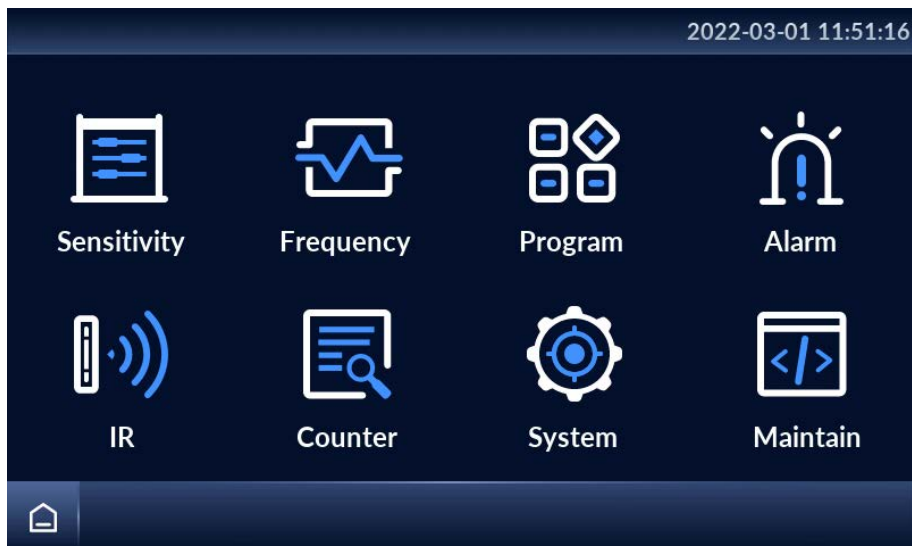 2022-03-01 11:51:16
Sensitivity Frequency Program Alarm
IR Counter System Maintain